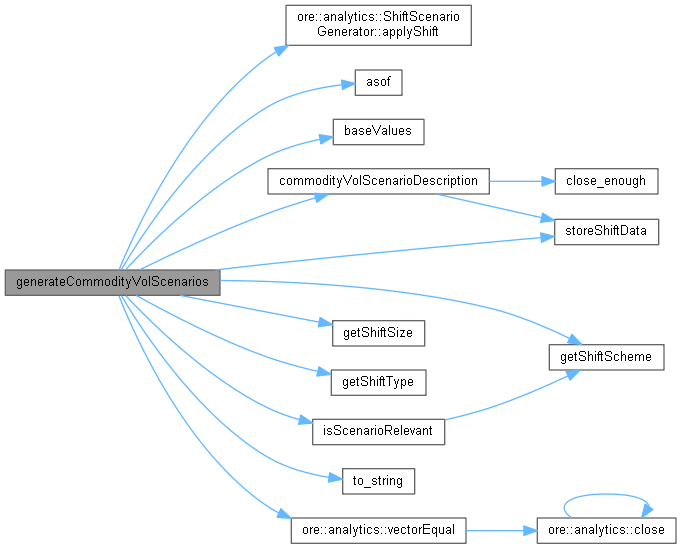 ore::analytics::ShiftScenario
Generator::applyShift
asof
baseValues
commodityVolScenarioDescription
close_enough
storeShiftData
generateCommodityVolScenarios
getShiftSize
getShiftScheme
getShiftType
isScenarioRelevant
to_string
ore::analytics::vectorEqual
ore::analytics::close